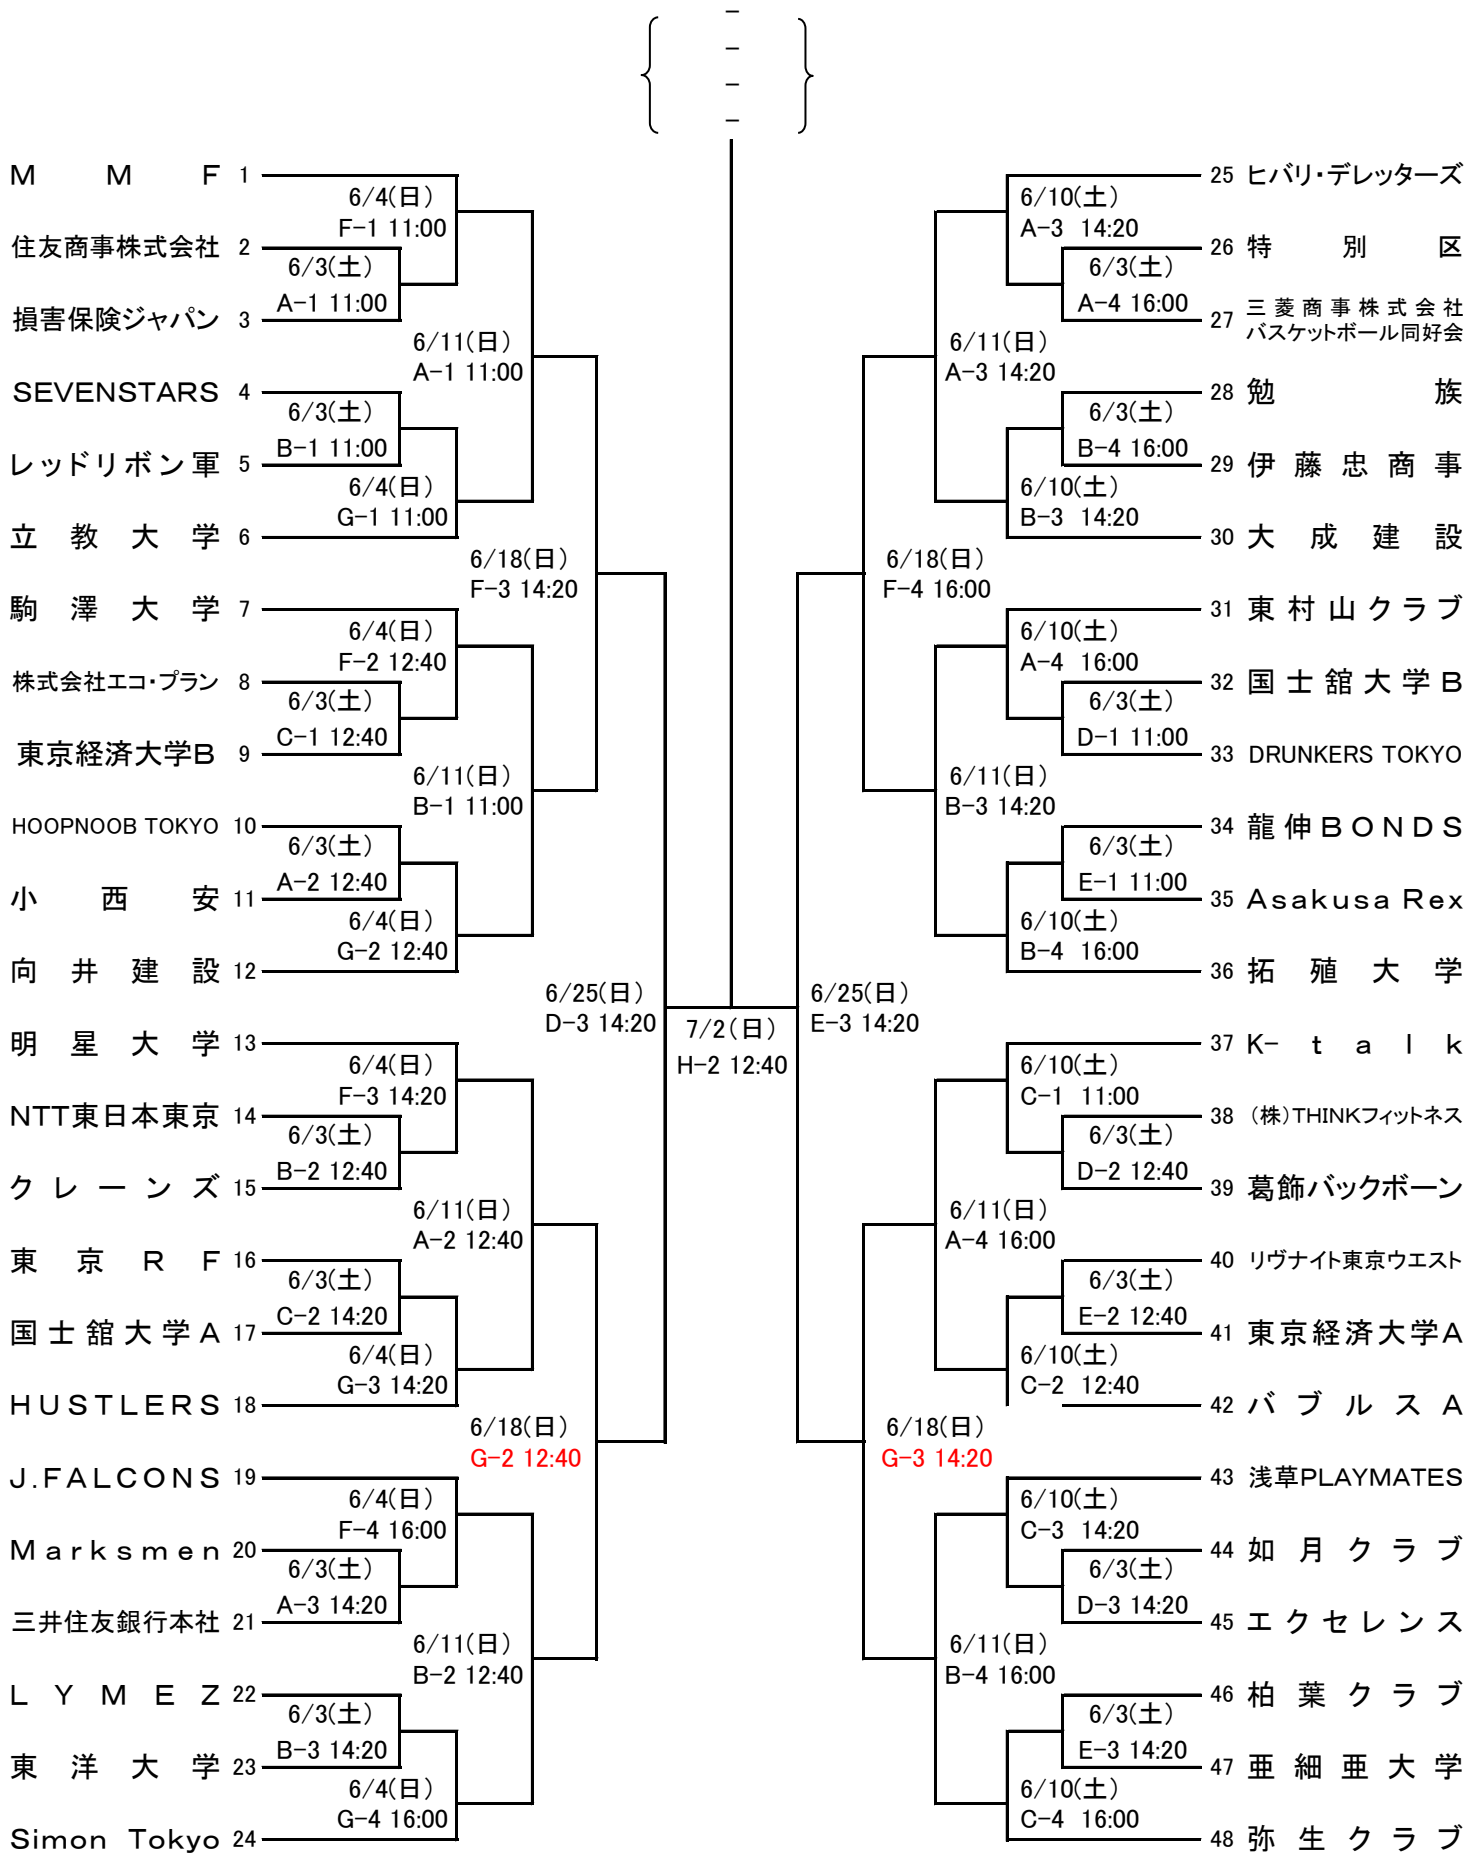 −
−
−
−
M M F 1
6/4(日)
F−1 11:00
住友商事株式会社 2
6/3(土)
A−1 11:00
損害保険ジャパン 3
6/11(日)
A−1 11:00
SEVENSTARS 4
6/3(土)
B−1 11:00
レッドリボン軍 5
6/4(日)
G−1 11:00
立教大学 6
6/18(日)
F−3 14:20
駒澤大学 7
6/4(日)
F−2 12:40
株式会社エコ・プラン 8
6/3(土)
C−1 12:40
東京経済大学B 9
6/11(日)
B−1 11:00
HOOPNOOB TOKYO 10
6/3(土)
A−2 12:40
小西安 11
6/4(日)
G−2 12:40
向井建設 12
6/25(日)
D−3 14:20
明星大学 13
6/4(日)
F−3 14:20
NTT東日本東京 14
6/3(土)
B−2 12:40
クレーンズ 15
6/11(日)
A−2 12:40
東京RF 16
6/3(土)
C−2 14:20
国士舘大学A 17
6/4(日)
G−3 14:20
HUSTLERS 18
6/18(日)
G−2 12:40
J.FALCONS 19
6/4(日)
F−4 16:00
Marksmen 20
6/3(土)
A−3 14:20
三井住友銀行本社 21
6/11(日)
B−2 12:40
LYMEZ 22
6/3(土)
B−3 14:20
東洋大学 23
6/4(日)
G−4 16:00
Simon Tokyo 24
7/2(日)
H−2 12:40
25 ヒバリ・デレッターズ
6/10(土)
A−3 14:20
26 特別区
6/3(土)
A−4 16:00
27 三菱商事株式会社
バスケットボール同好会
6/11(日)
A−3 14:20
28 勉族
6/3(土)
B−4 16:00
29 伊藤忠商事
6/10(土)
B−3 14:20
30 大成建設
6/18(日)
F−4 16:00
31 東村山クラブ
6/10(土)
A−4 16:00
32 国士舘大学B
6/3(土)
D−1 11:00
33 DRUNKERS TOKYO
6/11(日)
B−3 14:20
34 龍伸BONDS
6/3(土)
E−1 11:00
35 Asakusa Rex
6/10(土)
B−4 16:00
36 拓殖大学
6/25(日)
E−3 14:20
37 K−talk
6/10(土)
C−1 11:00
38 (株)THINKフィットネス
6/3(土)
D−2 12:40
39 葛飾バックボーン
6/11(日)
A−4 16:00
40 リヴナイト東京ウエスト
6/3(土)
E−2 12:40
41 東京経済大学A
6/10(土)
C−2 12:40
42 バブルスA
6/18(日)
G−3 14:20
43 浅草PLAYMATES
6/10(土)
C−3 14:20
44 如月クラブ
6/3(土)
D−3 14:20
45 エクセレンス
6/11(日)
B−4 16:00
46 柏葉クラブ
6/3(土)
E−3 14:20
47 亜細亜大学
6/10(土)
C−4 16:00
48 弥生クラブ